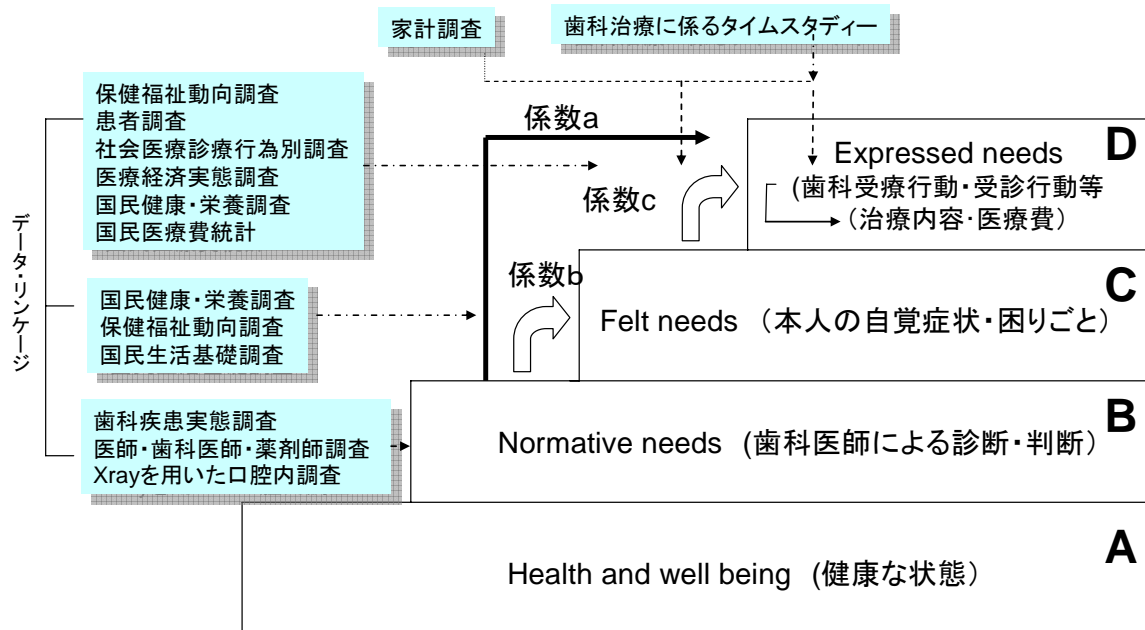 家計調査
歯科治療に係るタイムスタディー
保健福祉動向調査
患者調査
社会医療診療行為別調査
医療経済実態調査
国民健康・栄養調査
国民医療費統計
係数a
D
Expressed needs
(歯科受療行動・受診行動等
（治療内容・医療費）
係数c
データ・リンケージ
国民健康・栄養調査
保健福祉動向調査
国民生活基礎調査
係数b
C
Felt needs （本人の自覚症状・困りごと）
歯科疾患実態調査
医師・歯科医師・薬剤師調査
Xrayを用いた口腔内調査
B
Normative needs (歯科医師による診断・判断）
A
Health and well being (健康な状態）